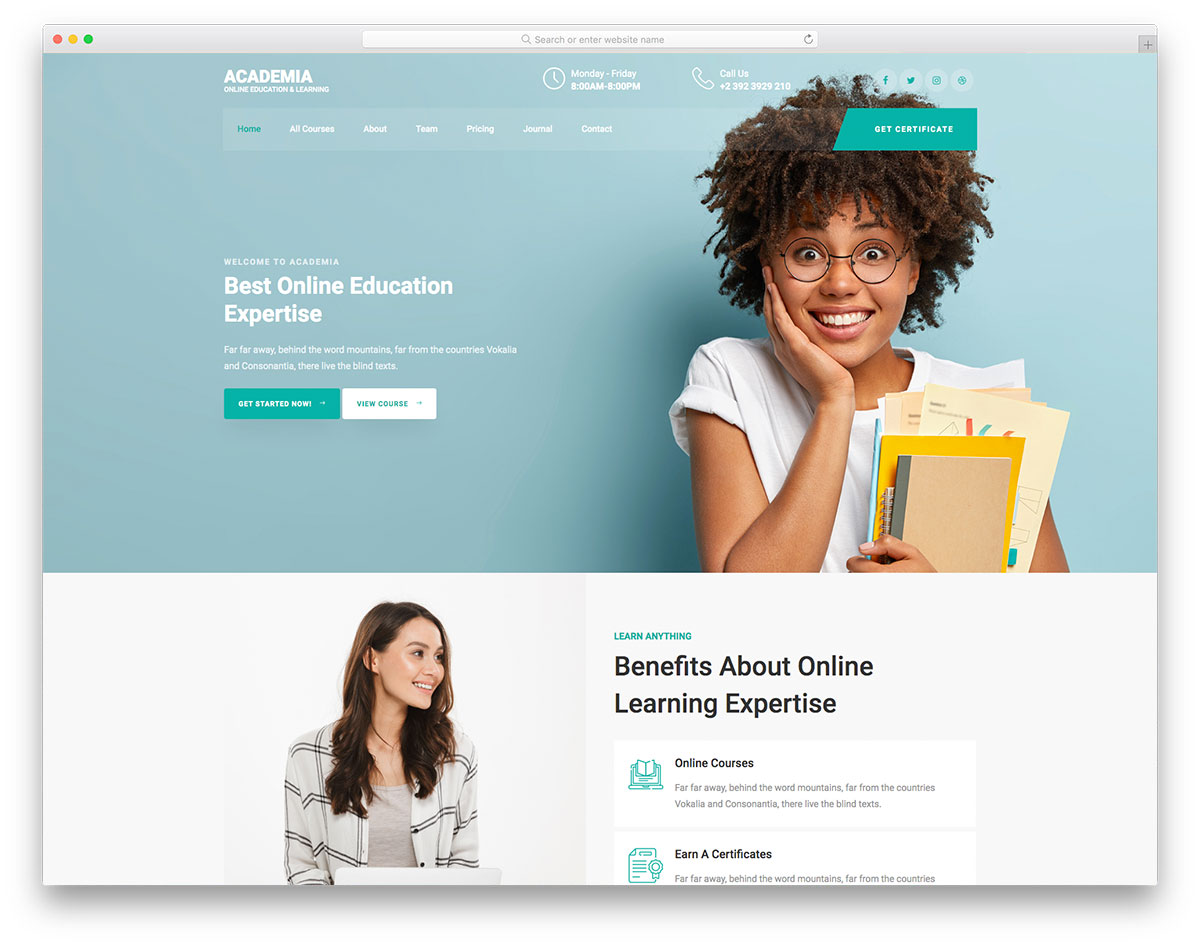 Search or enter website name
ACADEMIA
ONLINE EDUCATION & LEARNING
Monday - Friday
8:00AM-8:00PM
Call Us
+2 392 3929 210
Home
All Courses
About
Team
Pricing
Journal
Contact
GET CERTIFICATE
WELCOME TO ACADEMIA
Best Online Education
Expertise
Far far away, behind the word mountains, far from the countries Vokalia
and Consonantia, there live the blind texts.
GET STARTED NOW! →
VIEW COURSE →
LEARN ANYTHING
Benefits About Online
Learning Expertise
Online Courses
Far far away, behind the word mountains, far from the countries
Vokalia and Consonantia, there live the blind texts.
Earn A Certificates
Far far away, behind the word mountains, far from the countries